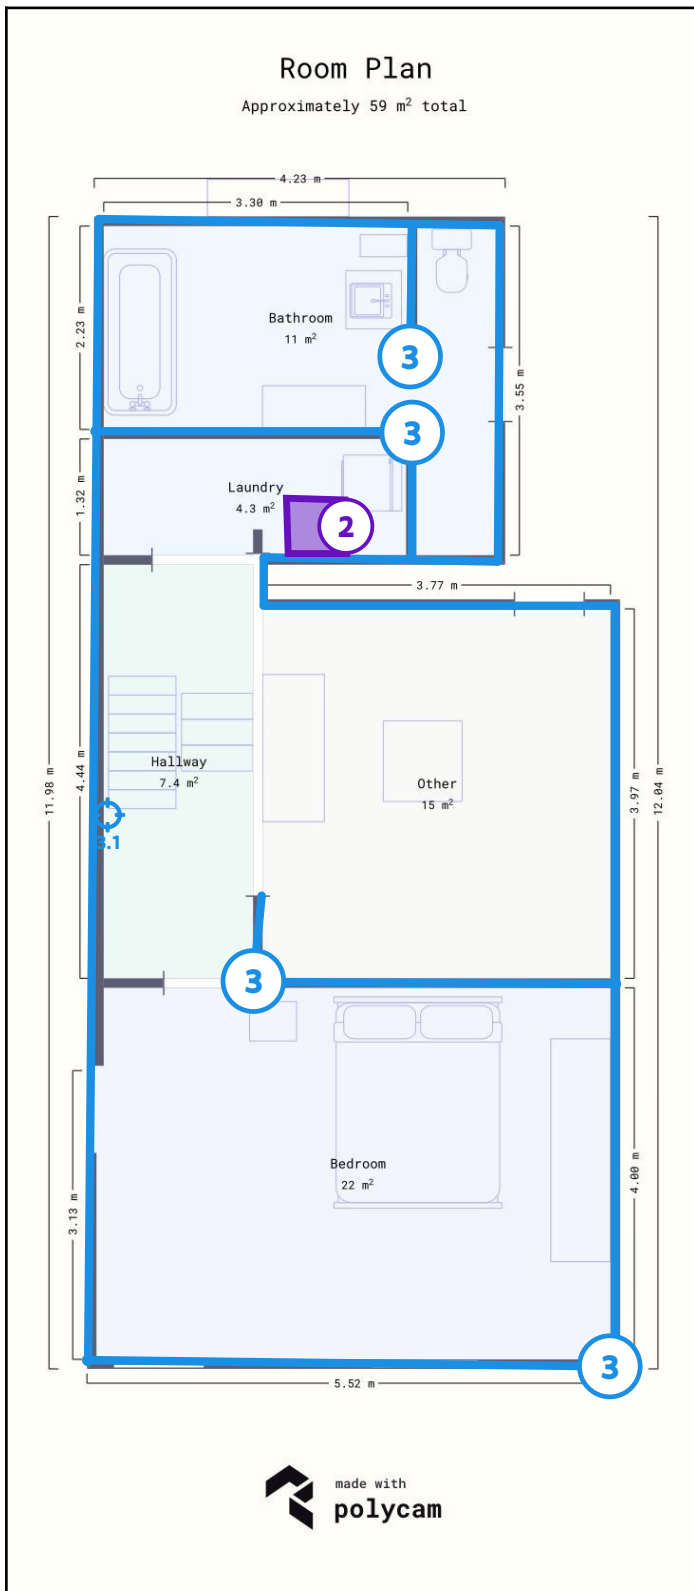 Room Plan
Approximately 59 m² total
4.23 m
3.30 m
2.23 m
Bathroom
11 m²
3
3.55 m
3
1.32 m
Laundry
4.3 m²
2
3.77 m
11.98 m
4.44 m
Hallway
7.4 m²
Other
15 m²
3.97 m
12.04 m
3.1
3
Bedroom
22 m²
4.00 m
3.13 m
3
5.52 m
made with
polycam